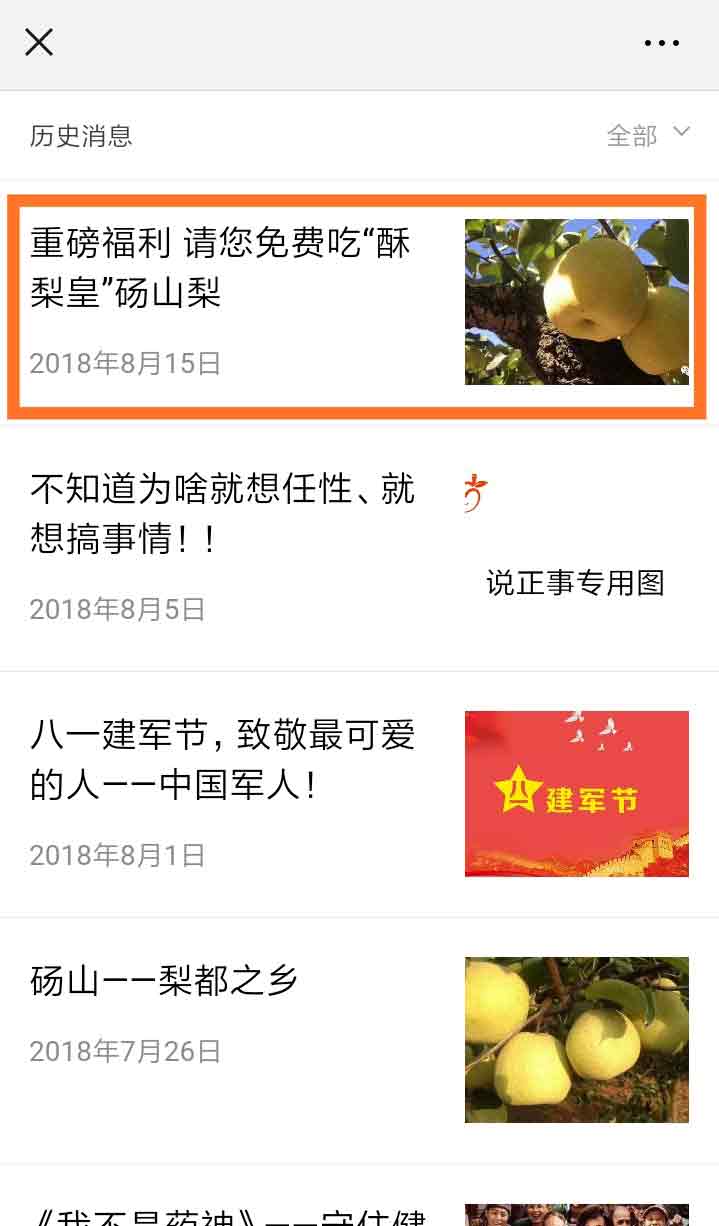 历史消息
全部
重磅福利 请您免费吃“酥
梨皇”砀山梨
2018年8月15日
不知道为啥就想任性、就
想搞事情！！
2018年8月5日
说正事专用图
八一建军节，致敬最可爱
的人——中国军人！
2018年8月1日
八一建军节
砀山——梨都之乡
2018年7月26日
《我不是药神》——守住健